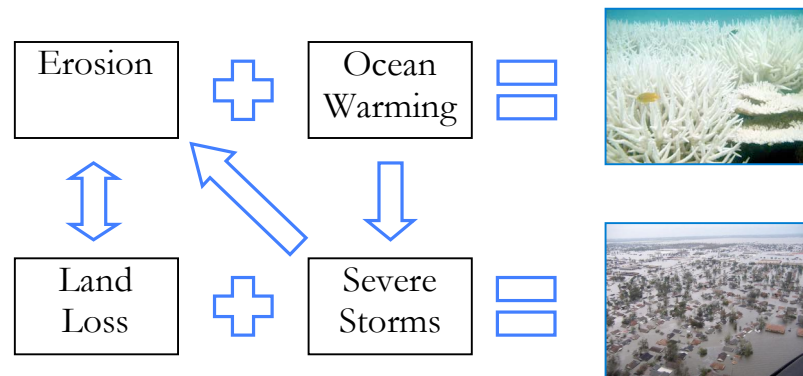 Erosion
Ocean
Warming
Land
Loss
Severe
Storms